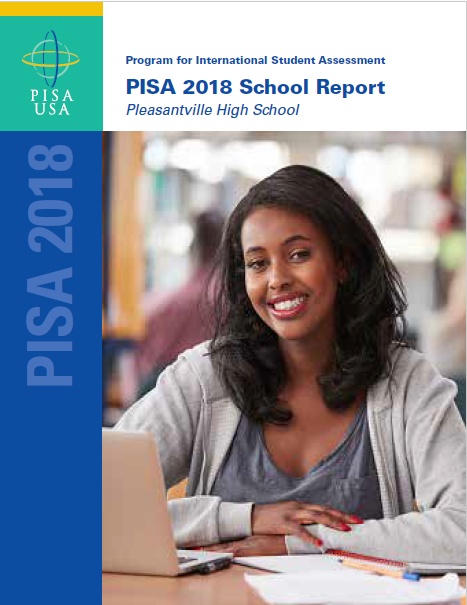 PISA
USA
Program for International Student Assessment
PISA 2018 School Report
Pleasantville High School
PISA 2018